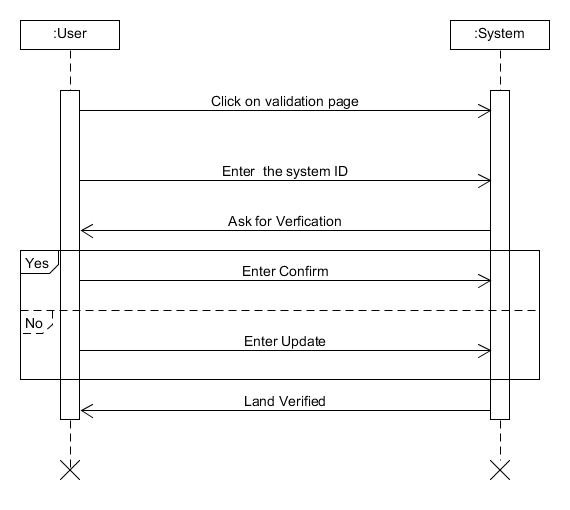 :User
:System
Click on validation page
Enter  the system ID
Ask for Verfication
Yes
Enter Confirm
No
Enter Update
Land Verified